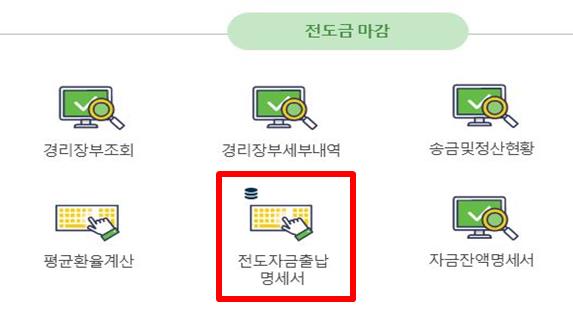 전도금 마감
경리장부조회
경리장부세부내역
송금및정산현황
평균환율계산
전도자금출납
명세서
자금잔액명세서